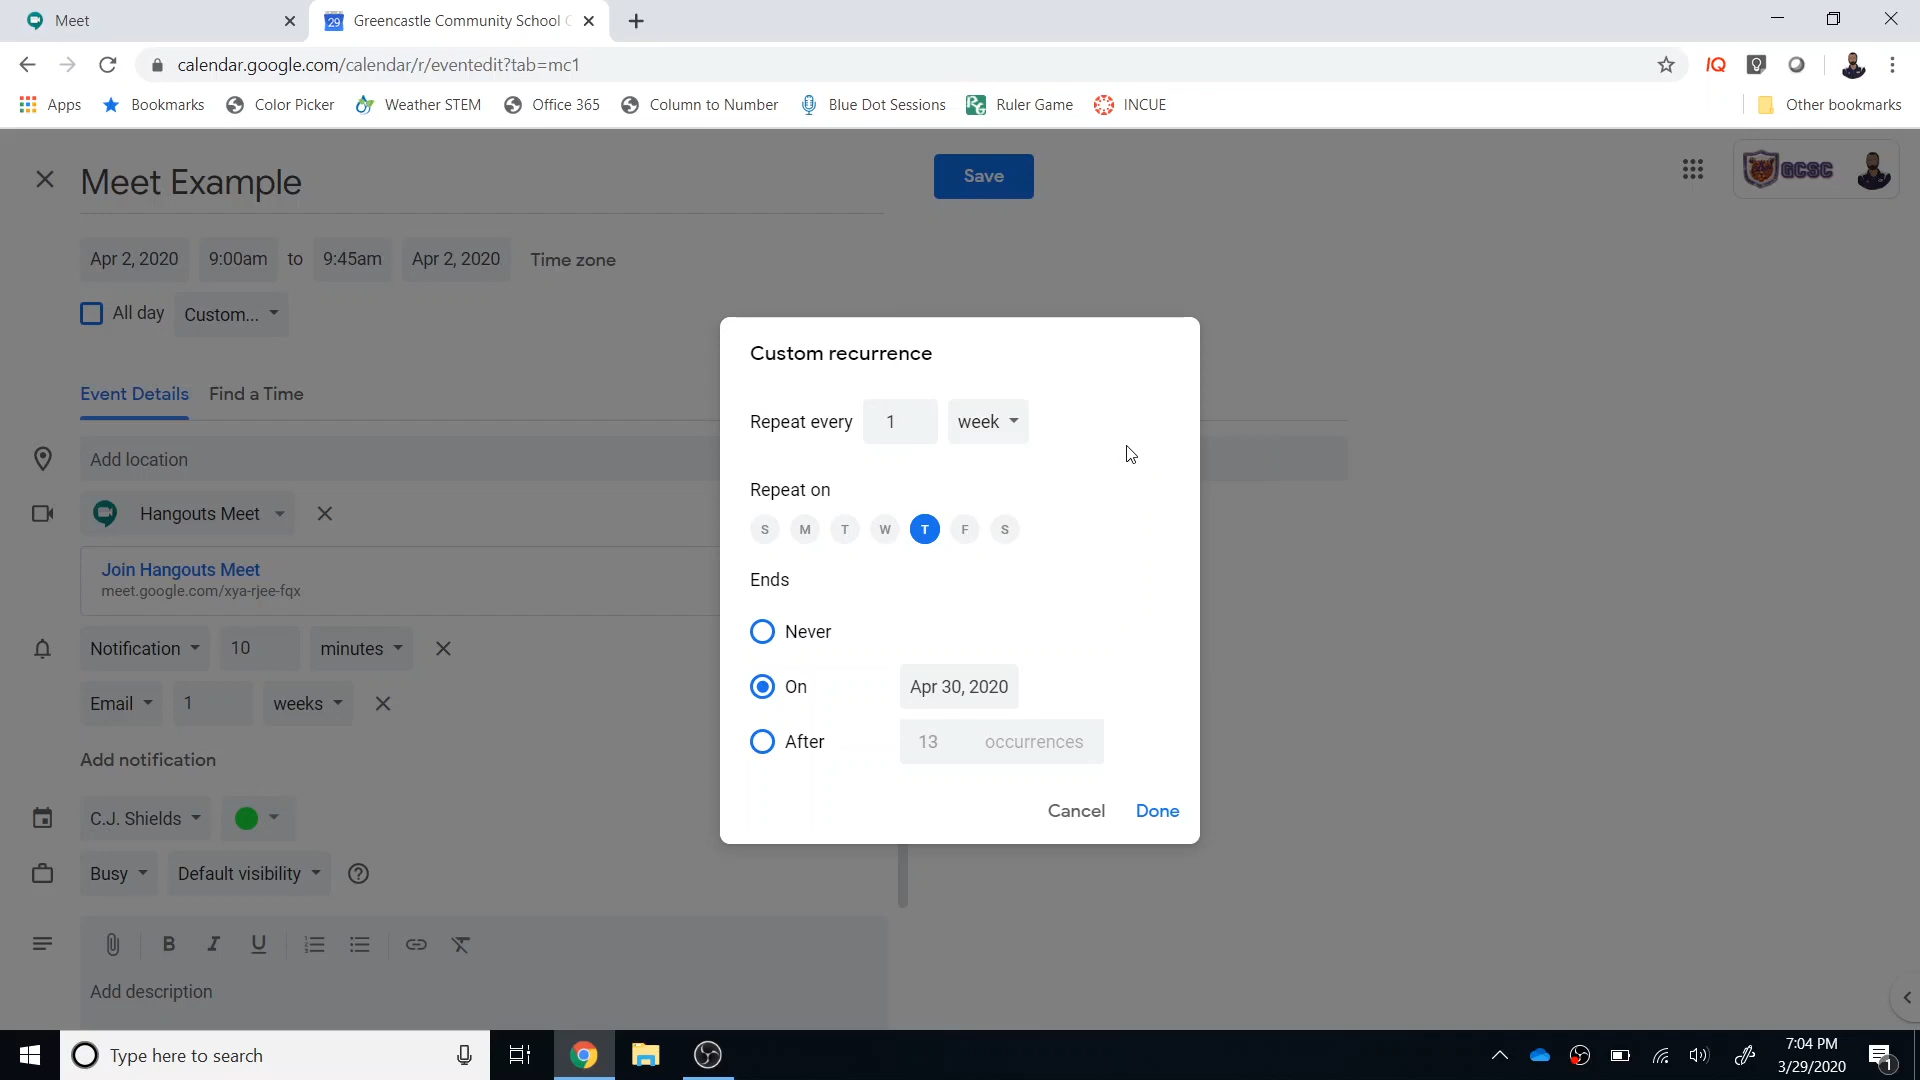 Meet
29 Greencastle Community School
calendar.google.com/calendar/r/eventedit?tab=mc1
IQ
Apps Bookmarks Color Picker Weather STEM Office 365 Column to Number Blue Dot Sessions RG Ruler Game INCUE Other bookmarks
Meet Example
Save
GCSC
Apr 2, 2020 9:00am to 9:45am Apr 2, 2020 Time zone
All day Custom...
Event Details Find a Time
Add location
Hangouts Meet
Join Hangouts Meet
meet.google.com/xya-rjee-fqx
Notification 10 minutes
Email 1 weeks
Add notification
C.J. Shields
Busy Default visibility
B I U
Add description
Custom recurrence
Repeat every 1 week
Repeat on
S M T W T F S
Ends
Never
On Apr 30, 2020
After 13 occurrences
Cancel Done
Type here to search
7:04 PM
3/29/2020
1